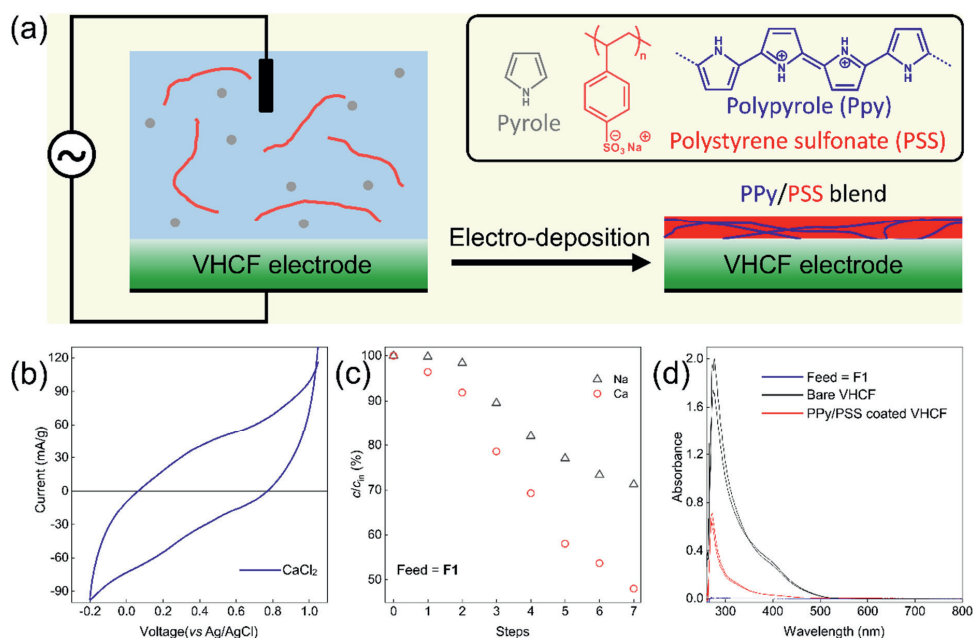 (a)
VHCF electrode
Electro-deposition
N
H
Pyrole
n
SO₃
⊖
Na
⊕
H
N
⊕
N
H
H
N
⊕
N
H
Polypyrole (Ppy)
Polystyrene sulfonate (PSS)
PPy/PSS blend
VHCF electrode
(b)
Current (mA/g)
120
90
60
30
0
-30
-60
-90
CaCl₂
-0.2 0.0 0.2 0.4 0.6 0.8 1.0
Voltage(vs Ag/AgCl)
(c)
c/cin (%)
100
90
80
70
60
50
Na
Ca
Feed = F1
0 1 2 3 4 5 6 7
Steps
(d)
Absorbance
2.0
1.6
1.2
0.8
0.4
0.0
Feed = F1
Bare VHCF
PPy/PSS coated VHCF
300 400 500 600 700 800
Wavelength (nm)